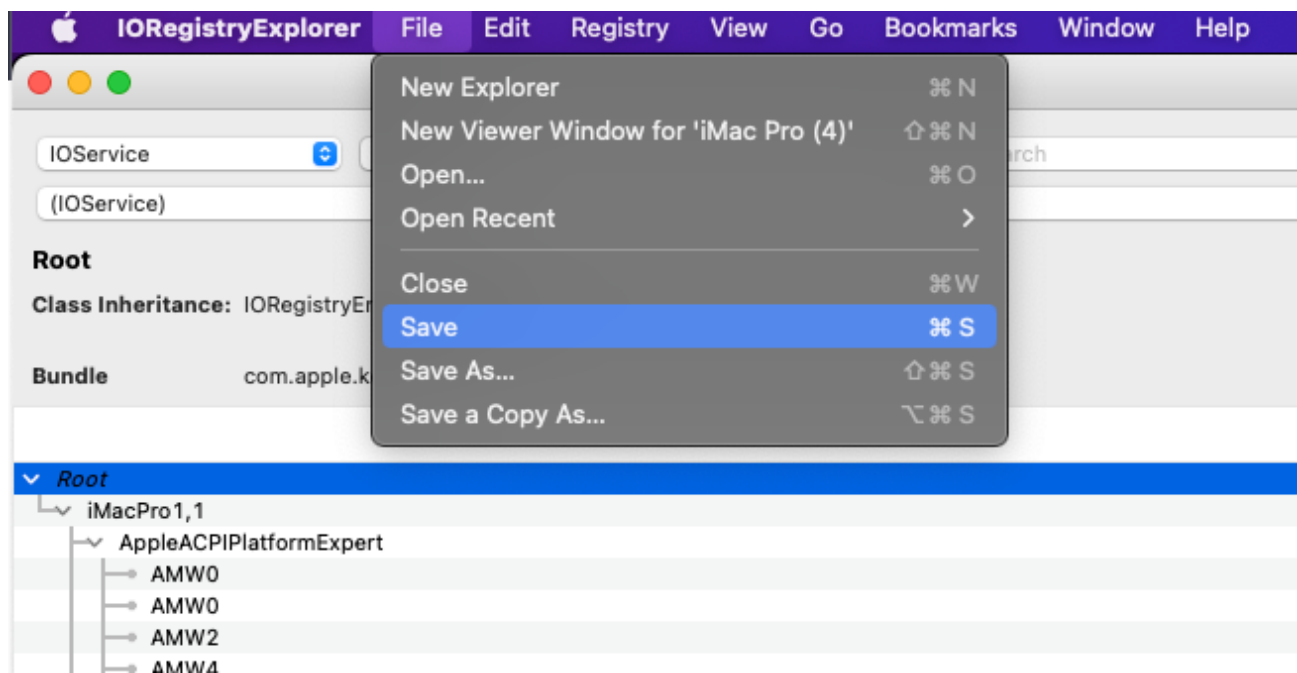 IORegistryExplorer File Edit Registry View Go Bookmarks Window Help
New Explorer ⌘ N
New Viewer Window for 'iMac Pro (4)' ⇧⌘ N
IOService
Open... ⌘ O
(IOService)
Open Recent >
Root
Close ⌘W
Class Inheritance: IORegistryEn
Save ⌘ S
Bundle com.apple.k
Save As... ⇧⌘ S
Save a Copy As... ⌥⌘ S
Root
iMacPro1,1
AppleACPIPlatformExpert
AMW0
AMW0
AMW2
AMW4